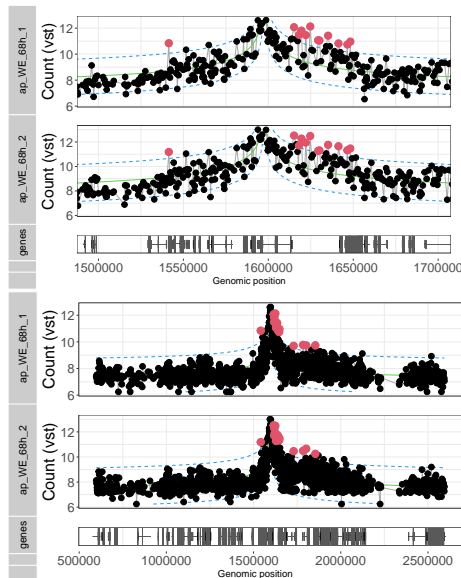 ap_WE_68h_1
Count (vst)
12
10
8
6
ap_WE_68h_2
Count (vst)
12
10
8
6
genes
1500000 1550000 1600000 1650000 1700000
Genomic position
ap_WE_68h_1
Count (vst)
12
10
8
6
ap_WE_68h_2
Count (vst)
12
10
8
6
genes
500000 1000000 1500000 2000000 2500000
Genomic position